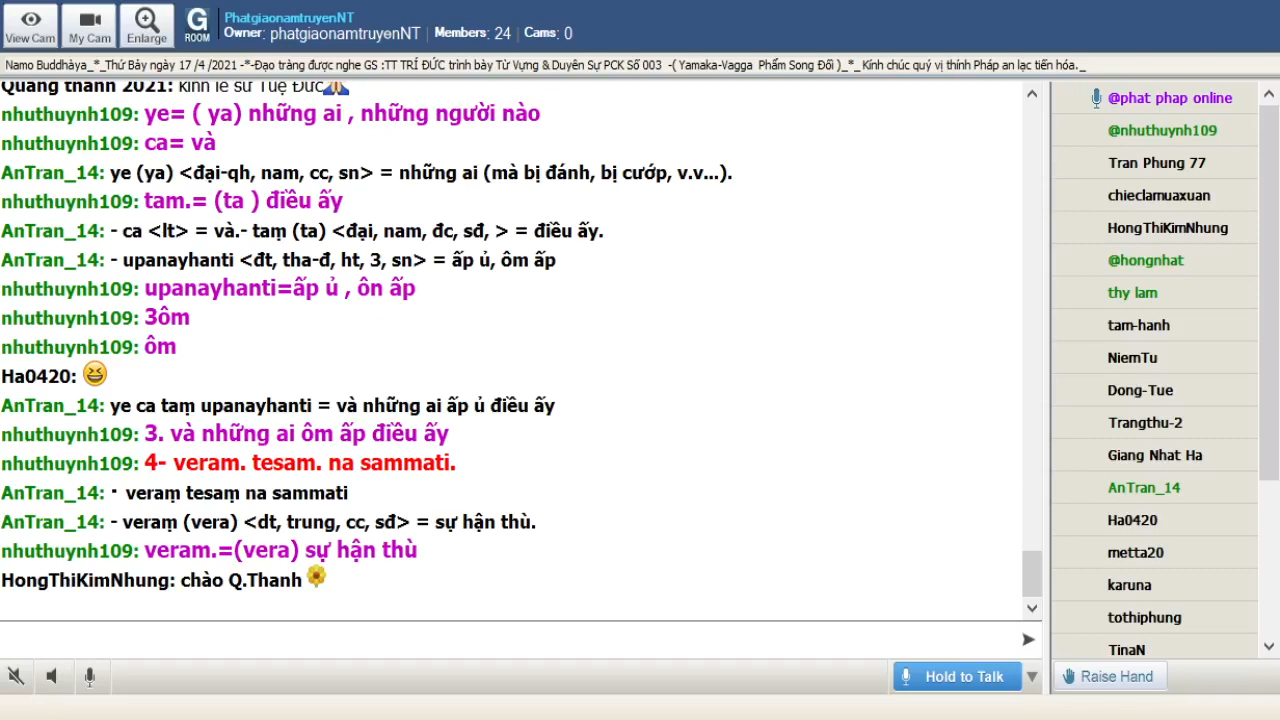 View Cam
My Cam
Enlarge
G
ROOM
PhatgiaonamtruyenNT
Owner: phatgiaonamtruyenNT | Members: 24 | Cams: 0
Namo Buddhàya_*_Thứ Bảy ngày 17 /4 /2021 -*-Đạo tràng được nghe GS :TT TRÍ ĐỨC trình bày Từ Vựng & Duyên Sự PCK Số 003 -( Yamaka-Vagga Phẩm Song Đối )_*_ Kính chúc quý vị thính Pháp an lạc tiến hóa._
Quang thanh 2021: kính lễ sư Tuệ Đức🙏
nhuthuynh109: ye= ( ya) những ai , những người nào
nhuthuynh109: ca= và
AnTran_14: ye (ya) <đại-qh, nam, cc, sn> = những ai (mà bị đánh, bị cướp, v.v...).
nhuthuynh109: tam.= (ta ) điều ấy
AnTran_14: - ca <lt> = và.- taṃ (ta) <đại, nam, đc, sđ, > = điều ấy.
AnTran_14: - upanayhanti <đt, tha-đ, ht, 3, sn> = ấp ủ, ôm ấp
nhuthuynh109: upanayhanti=ấp ủ , ôn ấp
nhuthuynh109: 3ôm
nhuthuynh109: ôm
Ha0420: 😆
AnTran_14: ye ca taṃ upanayhanti = và những ai ấp ủ điều ấy
nhuthuynh109: 3. và những ai ôm ấp điều ấy
nhuthuynh109: 4- veram. tesam. na sammati.
AnTran_14: · veraṃ tesaṃ na sammati
AnTran_14: - veraṃ (vera) <dt, trung, cc, sđ> = sự hận thù.
nhuthuynh109: veram.=(vera) sự hận thù
HongThiKimNhung: chào Q.Thanh 🌼
@phat phap online
@nhuthuynh109
Tran Phung 77
chieclamuaxuan
HongThiKimNhung
@hongnhat
thy lam
tam-hanh
NiemTu
Dong-Tue
Trangthu-2
Giang Nhat Ha
AnTran_14
Ha0420
metta20
karuna
tothiphung
TinaN
Hold to Talk
Raise Hand